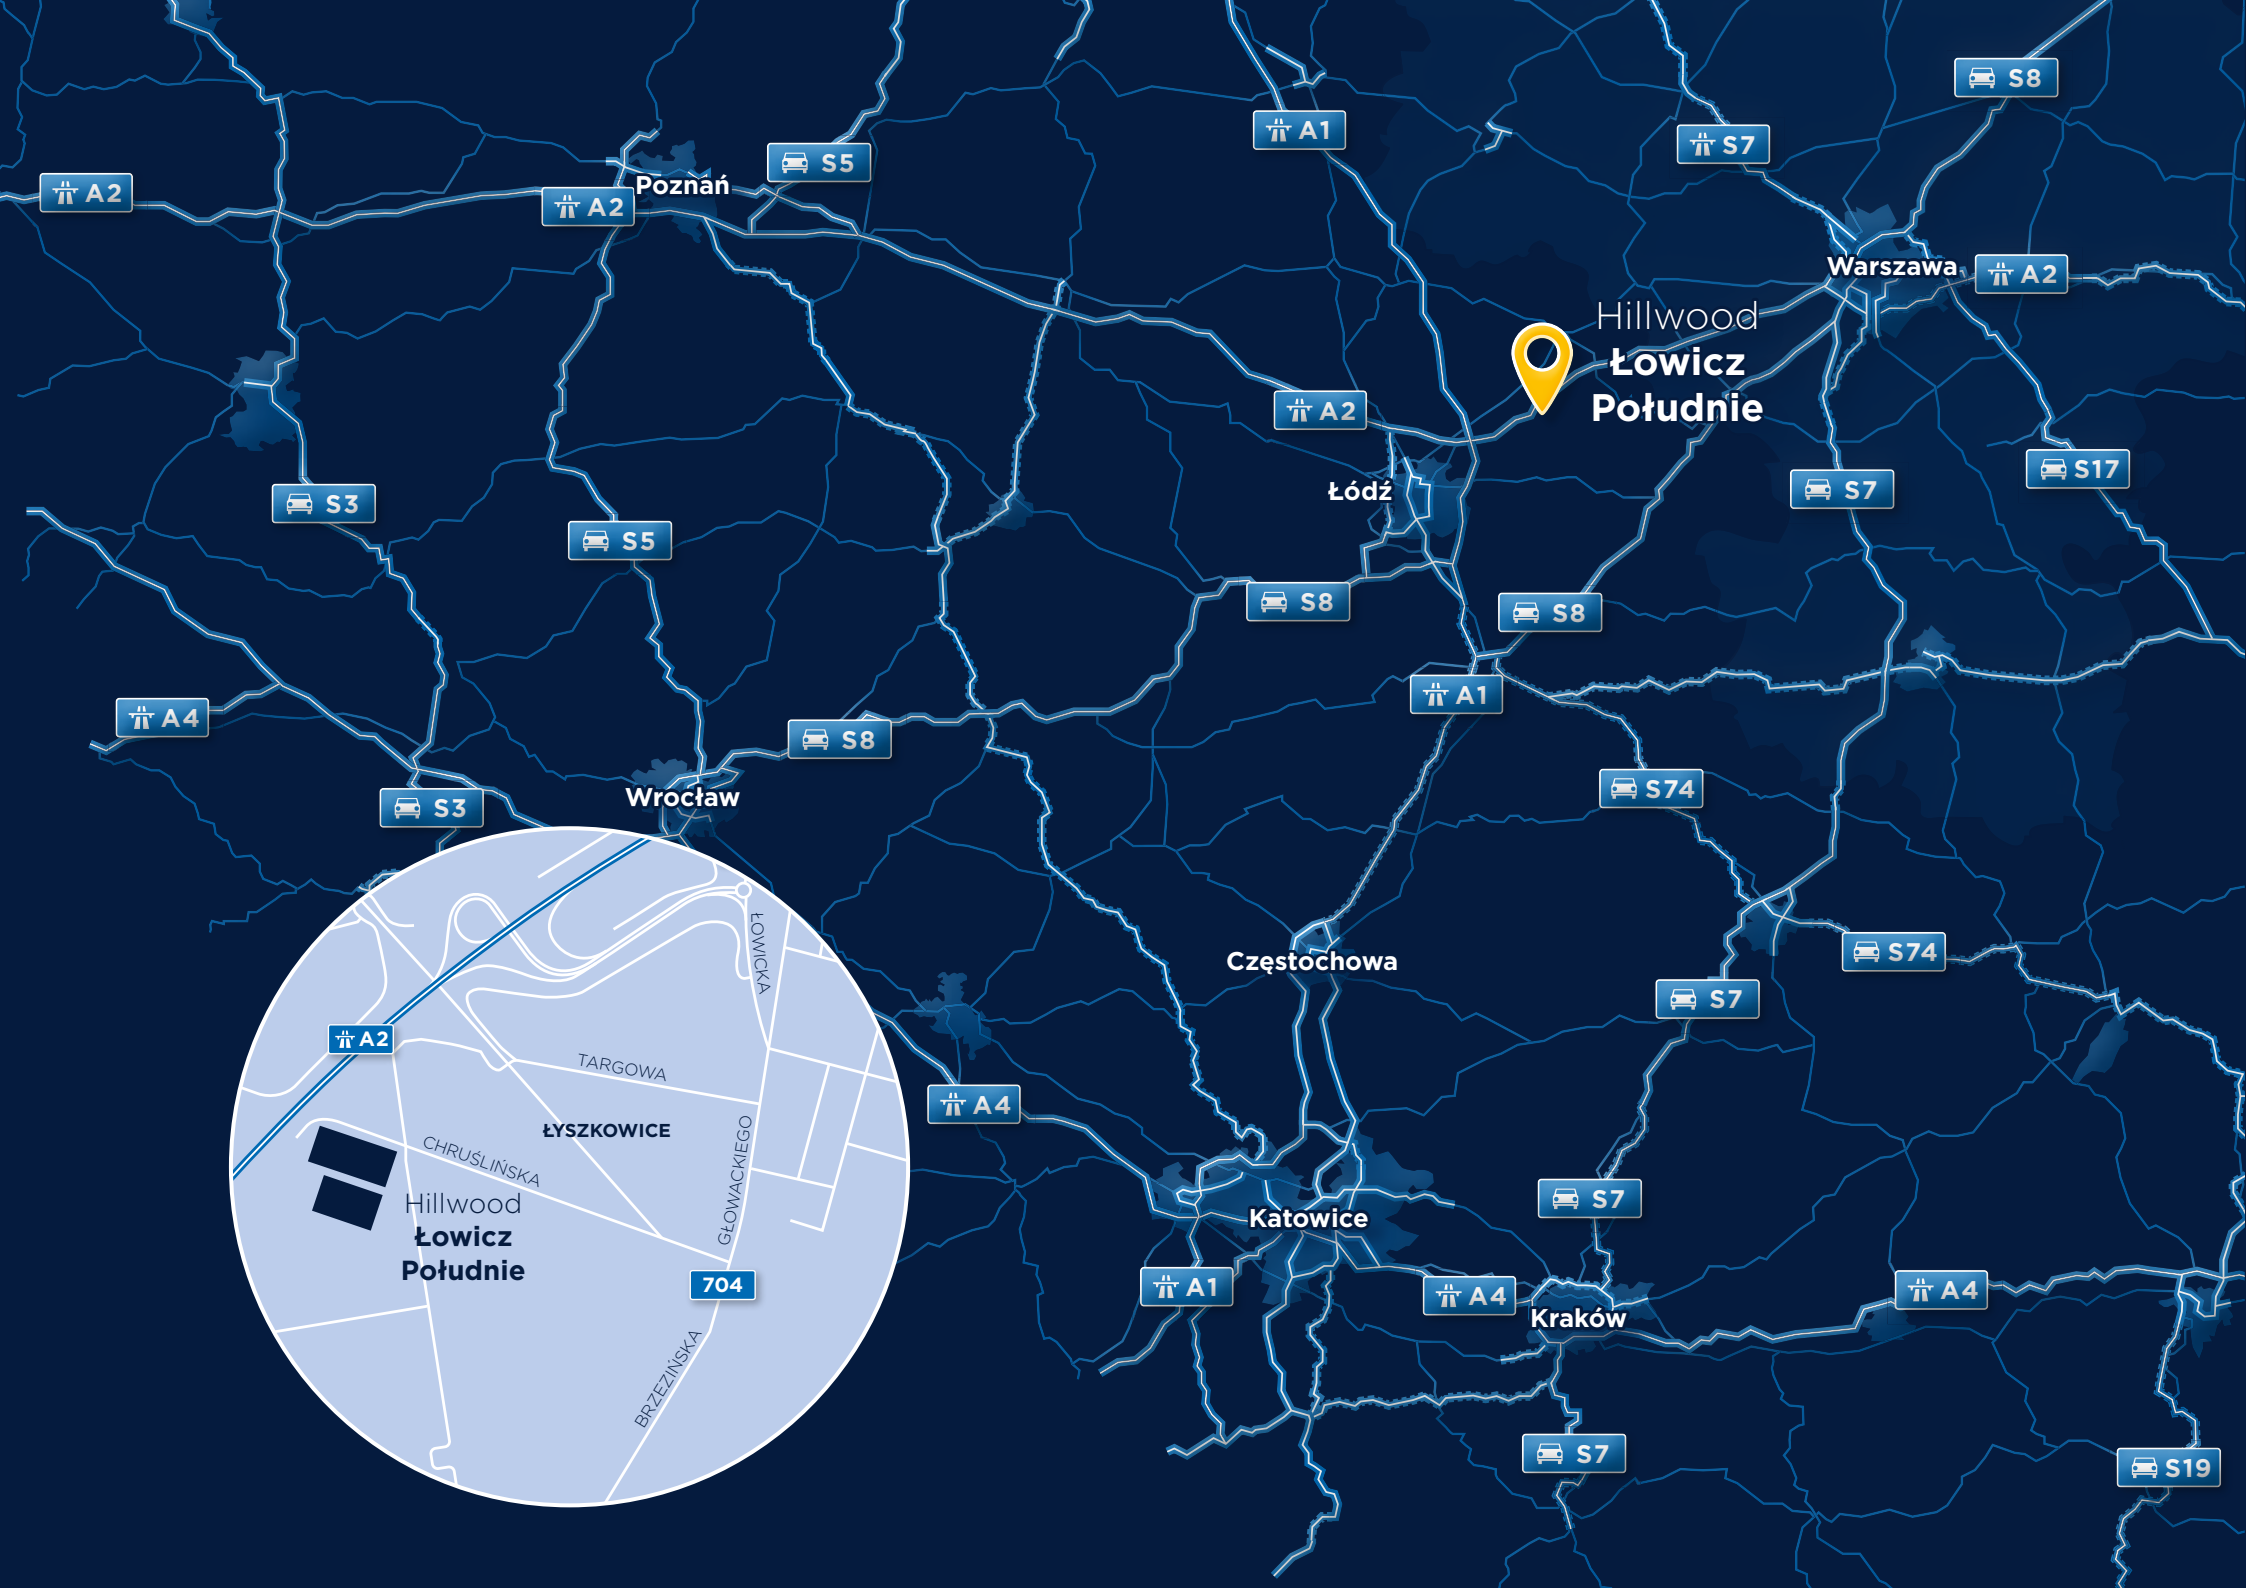 S8
A1
S7
S5
A2
Poznań
A2
Warszawa
A2
Hillwood
Łowicz
Południe
A2
S17
Łódź
S7
S3
S5
S8
S8
A1
A4
S8
S74
Wrocław
S3
S74
Częstochowa
S7
A4
S7
Katowice
A1
A4
A4
Kraków
S7
S19
ŁOWICKA
A2
TARGOWA
ŁYSZKOWICE
CHRUŚLIŃSKA
GŁOWACKIEGO
Hillwood
Łowicz
Południe
704
BRZEZIŃSKA